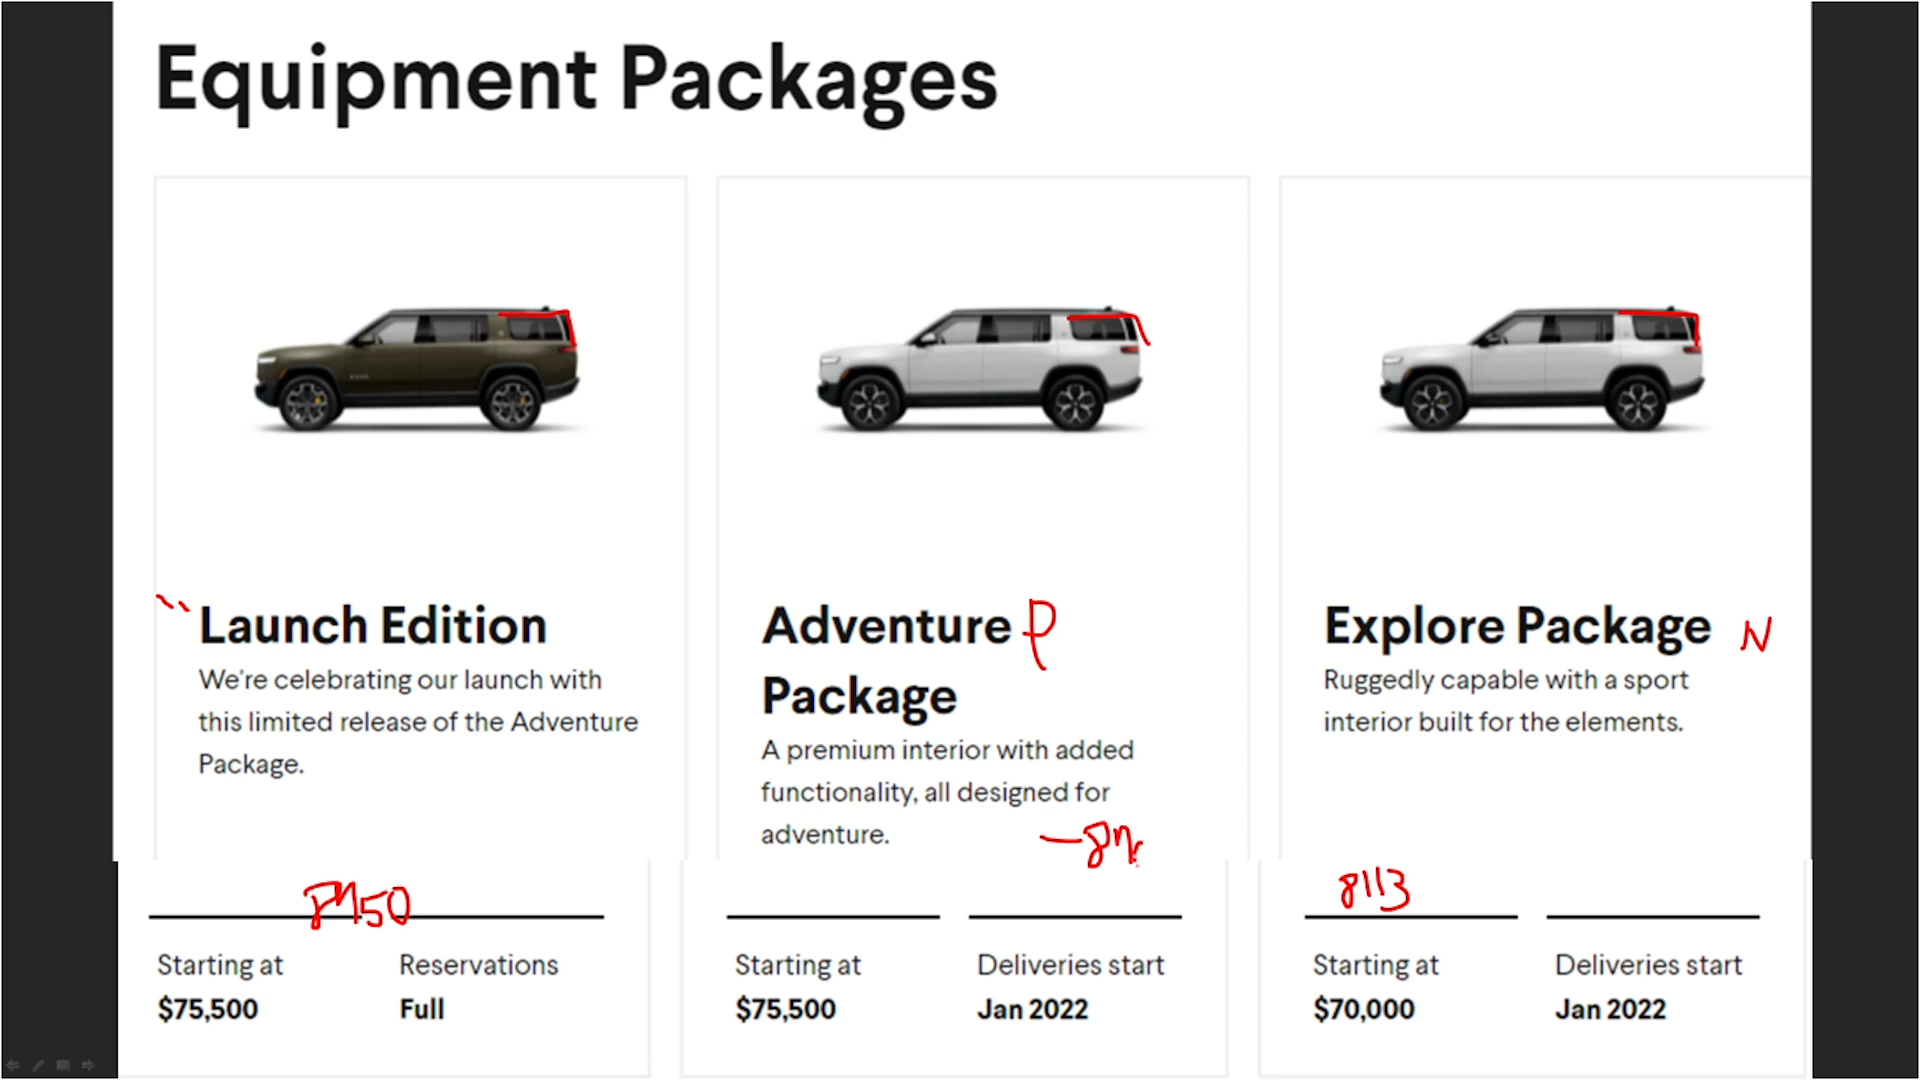 Equipment Packages
Launch Edition
We're celebrating our launch with
this limited release of the Adventure
Package.
Starting at
$75,500
Reservations
Full
Adventure P
Package
A premium interior with added
functionality, all designed for
adventure.
Starting at
$75,500
Deliveries start
Jan 2022
Explore Package N
Ruggedly capable with a sport
interior built for the elements.
8113
Starting at
$70,000
Deliveries start
Jan 2022